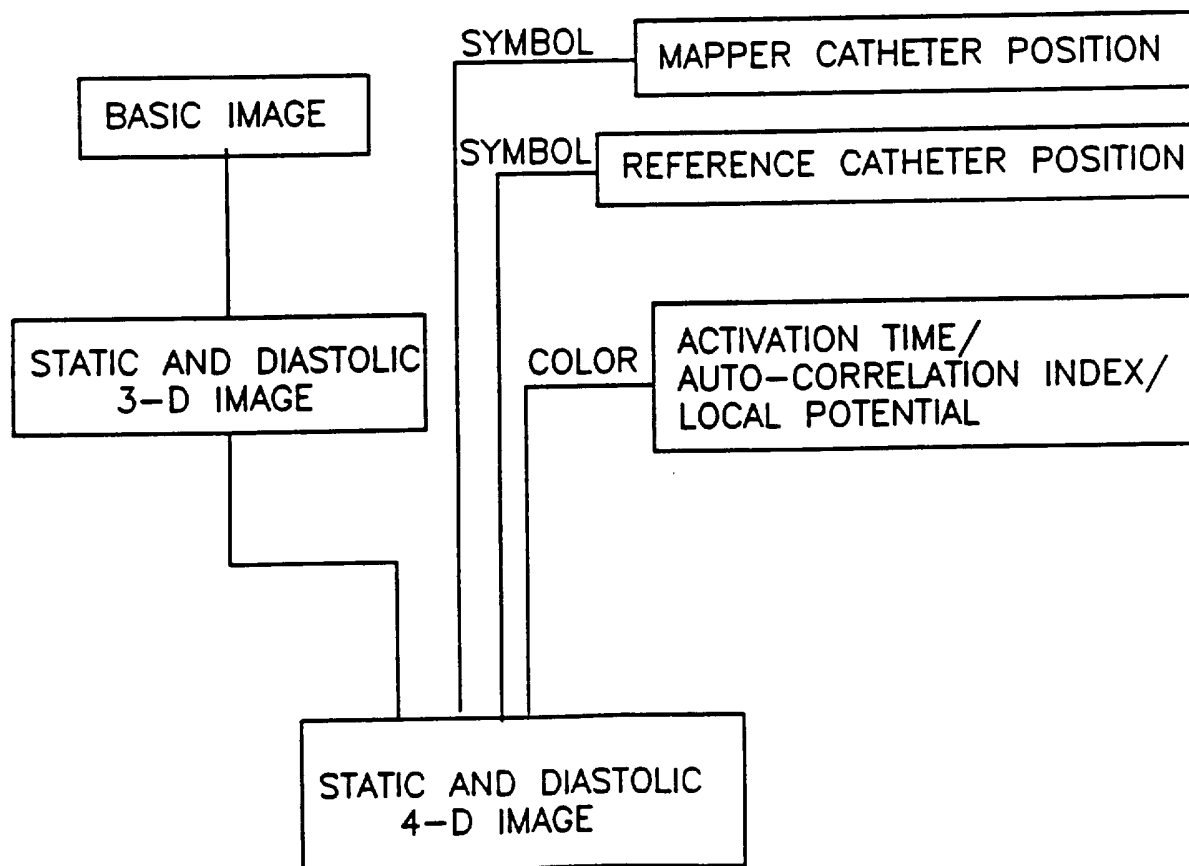 SYMBOL
MAPPER CATHETER POSITION
BASIC IMAGE
SYMBOL
REFERENCE CATHETER POSITION
STATIC AND DIASTOLIC
3-D IMAGE
COLOR
ACTIVATION TIME/
AUTO-CORRELATION INDEX/
LOCAL POTENTIAL
STATIC AND DIASTOLIC
4-D IMAGE